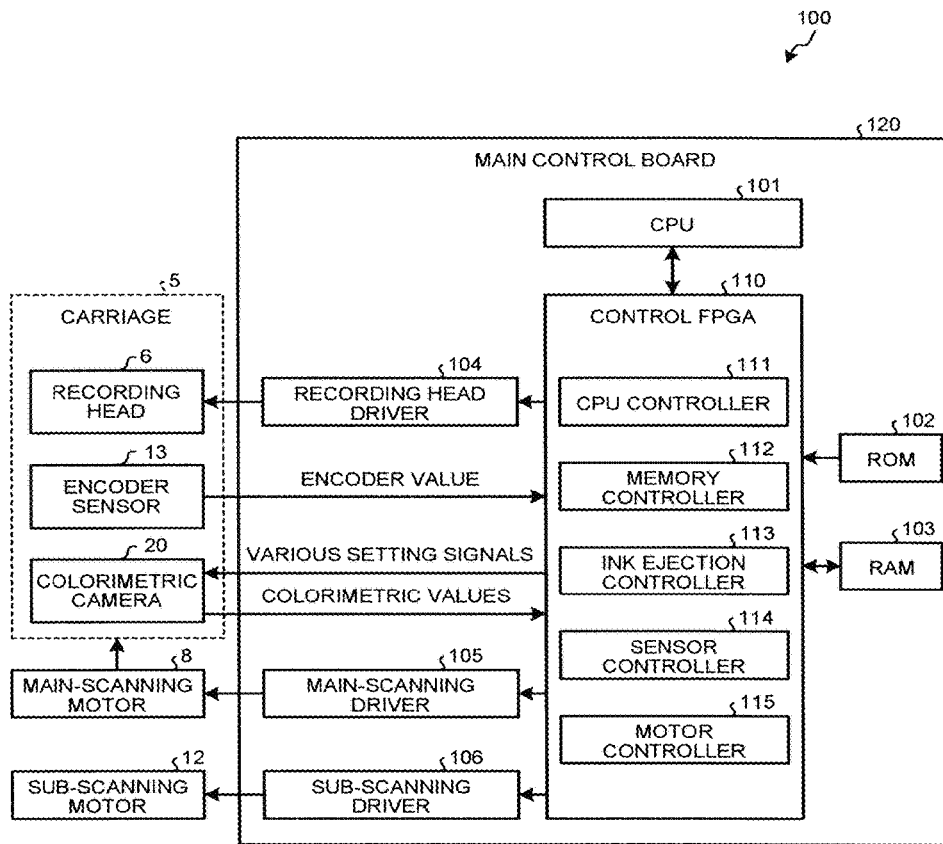 100
120
MAIN CONTROL BOARD
101
CPU
5
CARRIAGE
110
CONTROL FPGA
6
RECORDING
HEAD
104
RECORDING HEAD
DRIVER
111
CPU CONTROLLER
102
ROM
13
ENCODER
SENSOR
ENCODER VALUE
112
MEMORY
CONTROLLER
103
RAM
20
COLORIMETRIC
CAMERA
VARIOUS SETTING SIGNALS
COLORIMETRIC VALUES
113
INK EJECTION
CONTROLLER
114
SENSOR
CONTROLLER
8
MAIN-SCANNING
MOTOR
105
MAIN-SCANNING
DRIVER
115
MOTOR
CONTROLLER
12
SUB-SCANNING
MOTOR
106
SUB-SCANNING
DRIVER